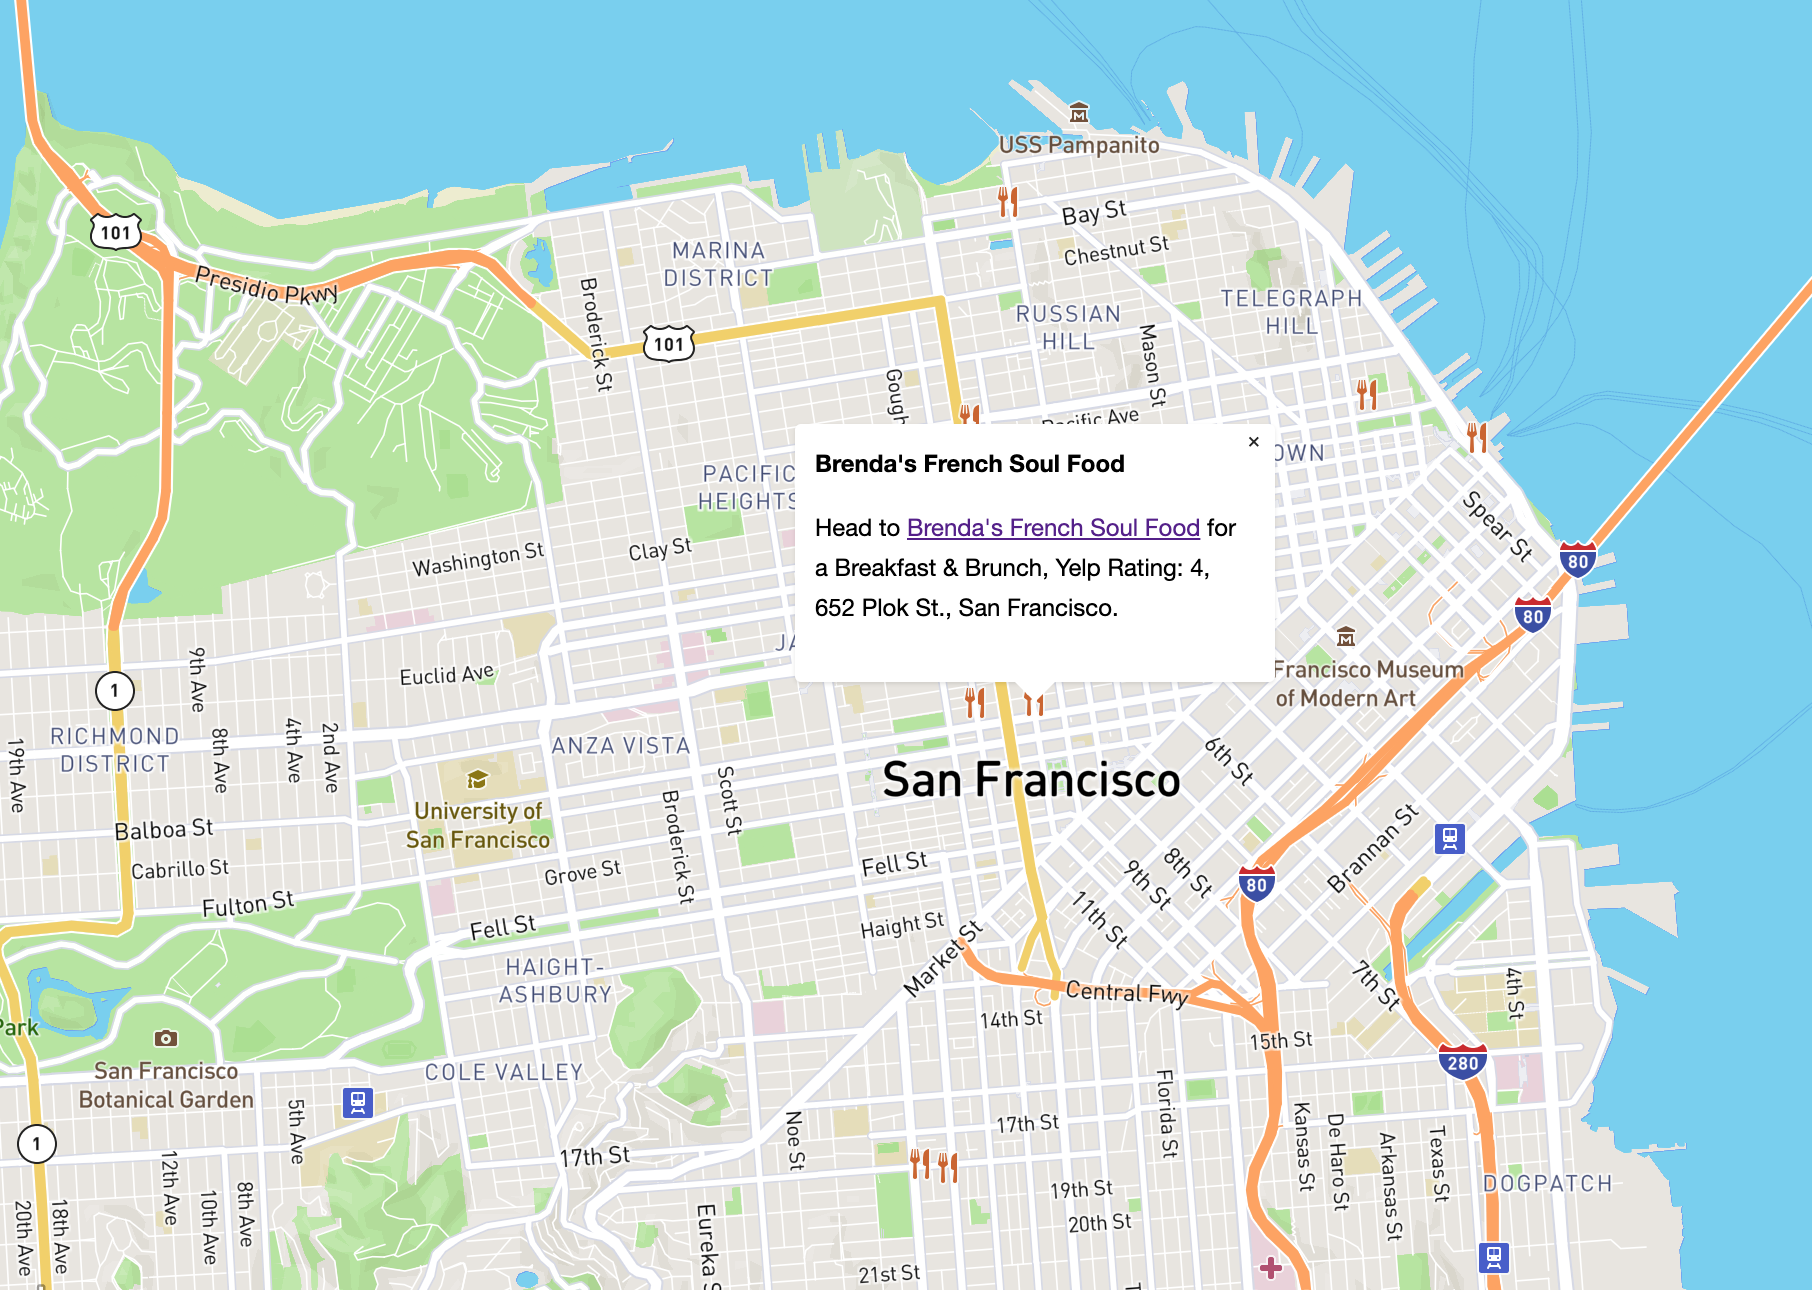 USS Pampanito
Bay St
101
Chestnut St
MARINA
DISTRICT
Presidio Pkwy
Broderick St
TELEGRAPH
HILL
RUSSIAN
HILL
101
Mason St
Gough
Pacific Ave
×
Brenda's French Soul Food
OWN
PACIFIC
HEIGHTS
Head to Brenda's French Soul Food for
a Breakfast & Brunch, Yelp Rating: 4,
652 Plok St., San Francisco.
Spear St
Washington St
Clay St
80
80
JA
Euclid Ave
9th Ave
1
Francisco Museum
of Modern Art
RICHMOND
DISTRICT
19th Ave
8th Ave
4th Ave
2nd Ave
ANZA VISTA
6th St
San Francisco
University of
San Francisco
Scott St
Broderick St
Balboa St
Cabrillo St
Grove St
Fell St
8th St
9th St
Brannan St
80
Fulton St
Fell St
Haight St
11th St
Market St
HAIGHT-
ASHBURY
Central Fwy
7th St
4th St
14th St
15th St
Park
San Francisco
Botanical Garden
COLE VALLEY
280
5th Ave
Noe St
Florida St
Kansas St
De Haro St
Arkansas St
Texas St
17th St
1
17th St
12th Ave
10th Ave
8th Ave
18th Ave
20th Ave
19th St
20th St
DOGPATCH
Eureka S
21st St